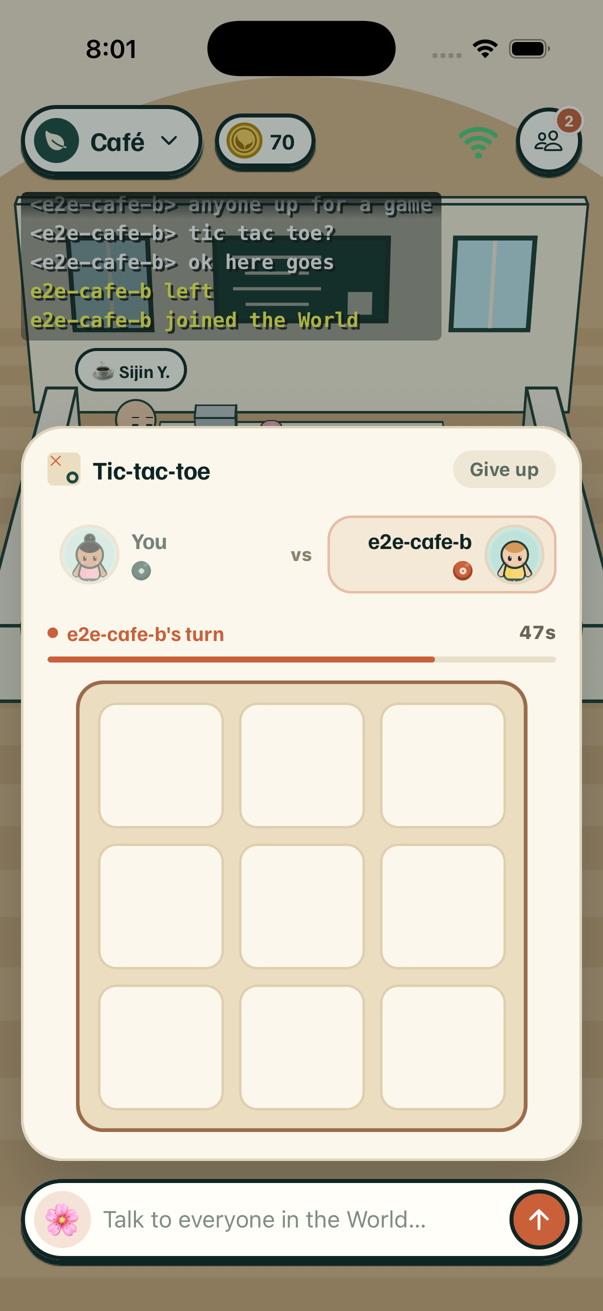 8:01
Café
70
2
<e2e-cafe-b> anyone up for a game
<e2e-cafe-b> tic tac toe?
<e2e-cafe-b> ok here goes
e2e-cafe-b left
e2e-cafe-b joined the World
☕ Sijin Y.
Tic-tac-toe
Give up
You
vs
e2e-cafe-b
e2e-cafe-b's turn
47s
Talk to everyone in the World...